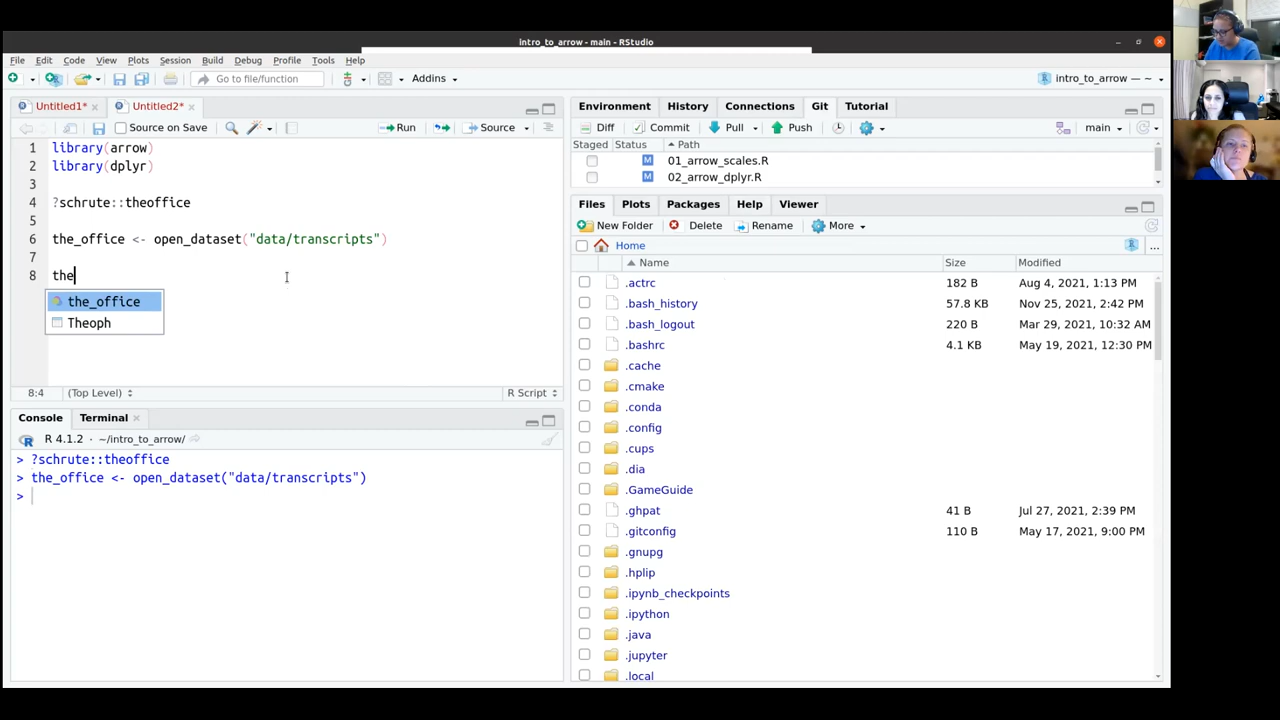 intro_to_arrow - main - RStudio
File Edit Code View Plots Session Build Debug Profile Tools Help
Go to file/function Addins intro_to_arrow — ~
Untitled1* Untitled2*
Source on Save Run Source
1 library(arrow)
2 library(dplyr)
3
4 ?schrute::theoffice
5
6 the_office <- open_dataset("data/transcripts")
7
8 the
the_office
Theoph
8:4 (Top Level) R Script
Console Terminal
R 4.1.2 · ~/intro_to_arrow/
> ?schrute::theoffice
> the_office <- open_dataset("data/transcripts")
>
Environment History Connections Git Tutorial
Diff Commit Pull Push main
Staged Status Path
M 01_arrow_scales.R
M 02_arrow_dplyr.R
Files Plots Packages Help Viewer
New Folder Delete Rename More
Home ...
Name Size Modified
.actrc 182 B Aug 4, 2021, 1:13 PM
.bash_history 57.8 KB Nov 25, 2021, 2:42 PM
.bash_logout 220 B Mar 29, 2021, 10:32 AM
.bashrc 4.1 KB May 19, 2021, 12:30 PM
.cache
.cmake
.conda
.config
.cups
.dia
.GameGuide
.ghpat 41 B Jul 27, 2021, 2:39 PM
.gitconfig 110 B May 17, 2021, 9:00 PM
.gnupg
.hplip
.ipynb_checkpoints
.ipython
.java
.jupyter
.local